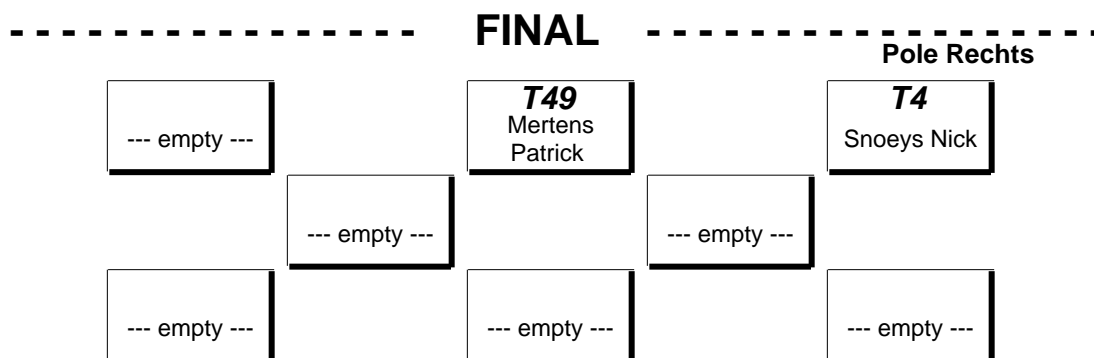 FINAL
Pole Rechts
T49
T4
--- empty ---
Mertens
Patrick
Snoeys Nick
--- empty ---
--- empty ---
--- empty ---
--- empty ---
--- empty ---